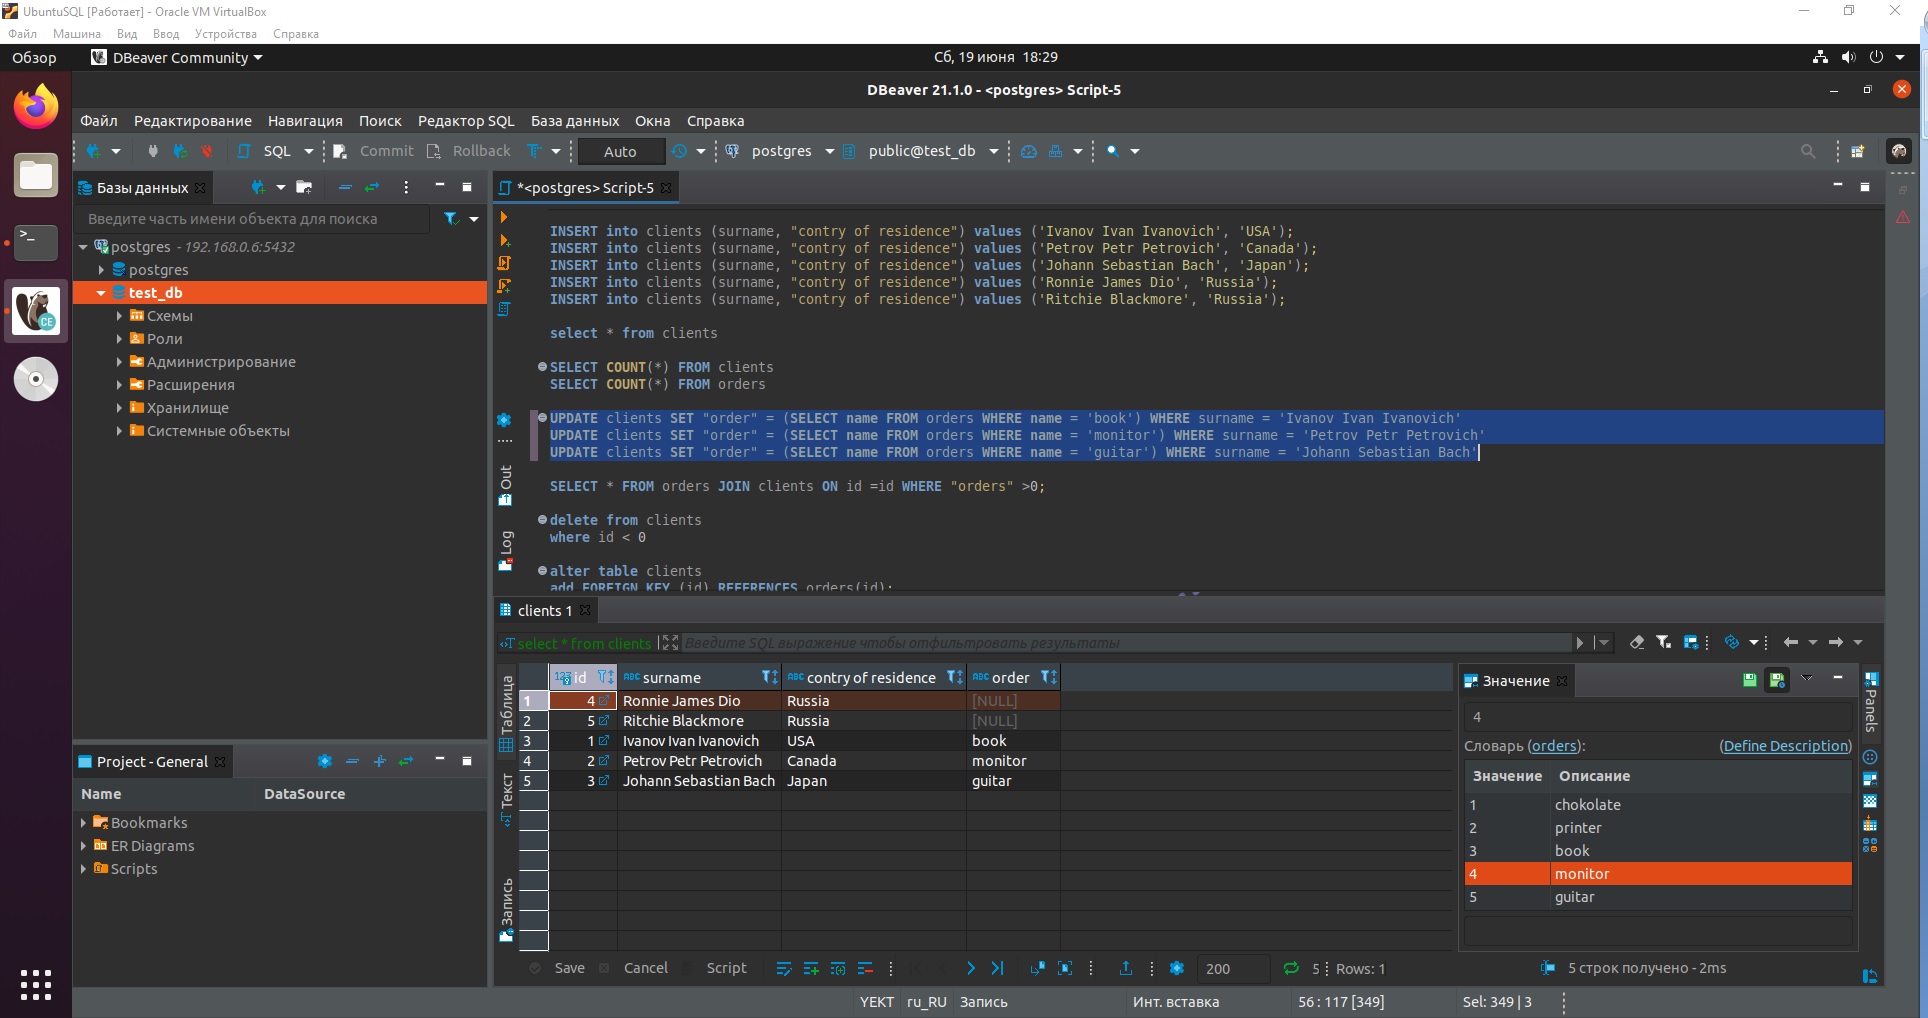 UbuntuSQL [Работает] - Oracle VM VirtualBox
Файл Машина Вид Ввод Устройства Справка
Обзор DBeaver Community Сб, 19 июня 18:29
DBeaver 21.1.0 - <postgres> Script-5
Файл Редактирование Навигация Поиск Редактор SQL База данных Окна Справка
SQL Commit Rollback Auto postgres public@test_db
Базы данных
Введите часть имени объекта для поиска
postgres - 192.168.0.6:5432
postgres
test_db
Схемы
Роли
Администрирование
Расширения
Хранилище
Системные объекты
Project - General
Name DataSource
Bookmarks
ER Diagrams
Scripts
*<postgres> Script-5
INSERT into clients (surname, "contry of residence") values ('Ivanov Ivan Ivanovich', 'USA');
INSERT into clients (surname, "contry of residence") values ('Petrov Petr Petrovich', 'Canada');
INSERT into clients (surname, "contry of residence") values ('Johann Sebastian Bach', 'Japan');
INSERT into clients (surname, "contry of residence") values ('Ronnie James Dio', 'Russia');
INSERT into clients (surname, "contry of residence") values ('Ritchie Blackmore', 'Russia');
select * from clients
SELECT COUNT(*) FROM clients
SELECT COUNT(*) FROM orders
UPDATE clients SET "order" = (SELECT name FROM orders WHERE name = 'book') WHERE surname = 'Ivanov Ivan Ivanovich'
UPDATE clients SET "order" = (SELECT name FROM orders WHERE name = 'monitor') WHERE surname = 'Petrov Petr Petrovich'
UPDATE clients SET "order" = (SELECT name FROM orders WHERE name = 'guitar') WHERE surname = 'Johann Sebastian Bach'
SELECT * FROM orders JOIN clients ON id =id WHERE "orders" >0;
delete from clients
where id < 0
alter table clients
add FOREIGN KEY (id) REFERENCES orders(id);
Out
Log
clients 1
select * from clients Введите SQL выражение чтобы отфильтровать результаты
Таблица
Текст
Запись
123 id ABC surname ABC contry of residence ABC order
1 4 Ronnie James Dio Russia [NULL]
2 5 Ritchie Blackmore Russia [NULL]
3 1 Ivanov Ivan Ivanovich USA book
4 2 Petrov Petr Petrovich Canada monitor
5 3 Johann Sebastian Bach Japan guitar
Значение
4
Словарь (orders): (Define Description)
Значение Описание
1 chokolate
2 printer
3 book
4 monitor
5 guitar
Panels
Save Cancel Script 200 5 Rows: 1 5 строк получено - 2ms
YEKT ru_RU Запись Инт. вставка 56 : 117 [349] Sel: 349 | 3